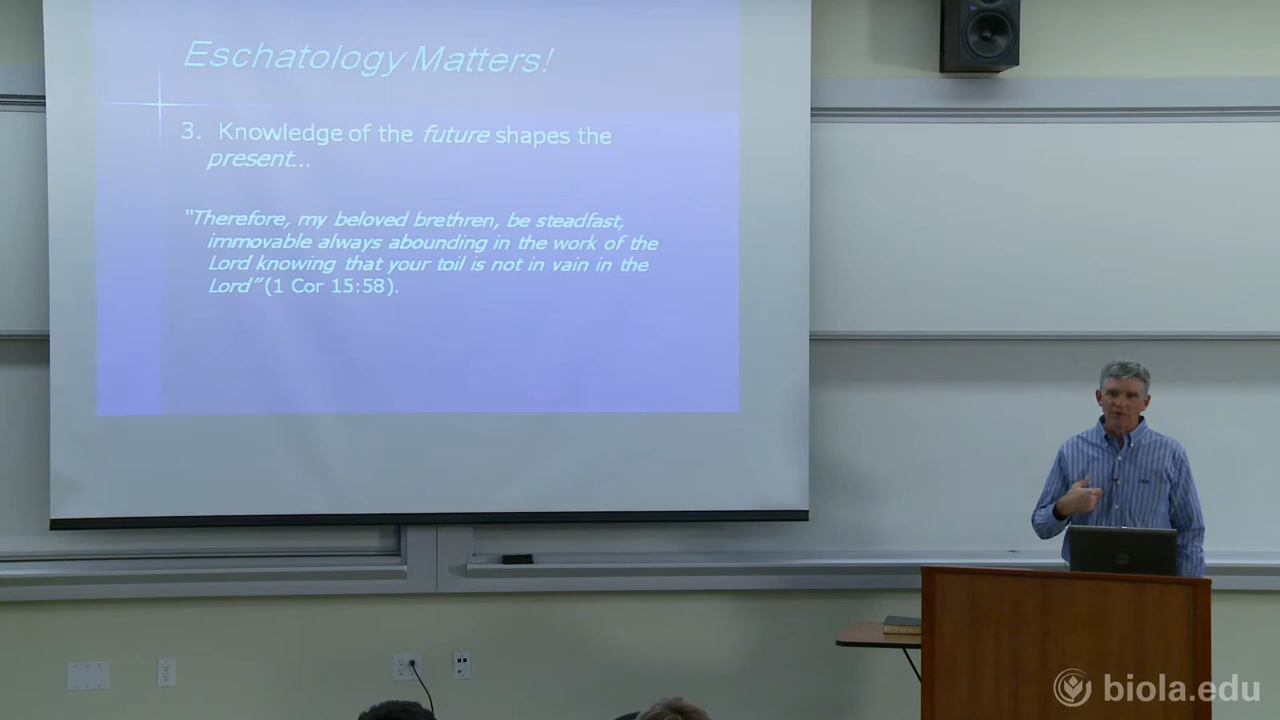 Eschatology Matters!
3. Knowledge of the future shapes the
present...
"Therefore, my beloved brethren, be steadfast,
immovable always abounding in the work of the
Lord knowing that your toil is not in vain in the
Lord" (1 Cor 15:58).
biola.edu